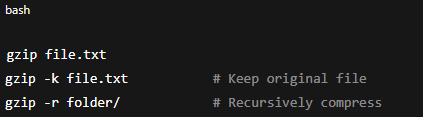 bash
gzip file.txt
gzip -k file.txt # Keep original file
gzip -r folder/ # Recursively compress